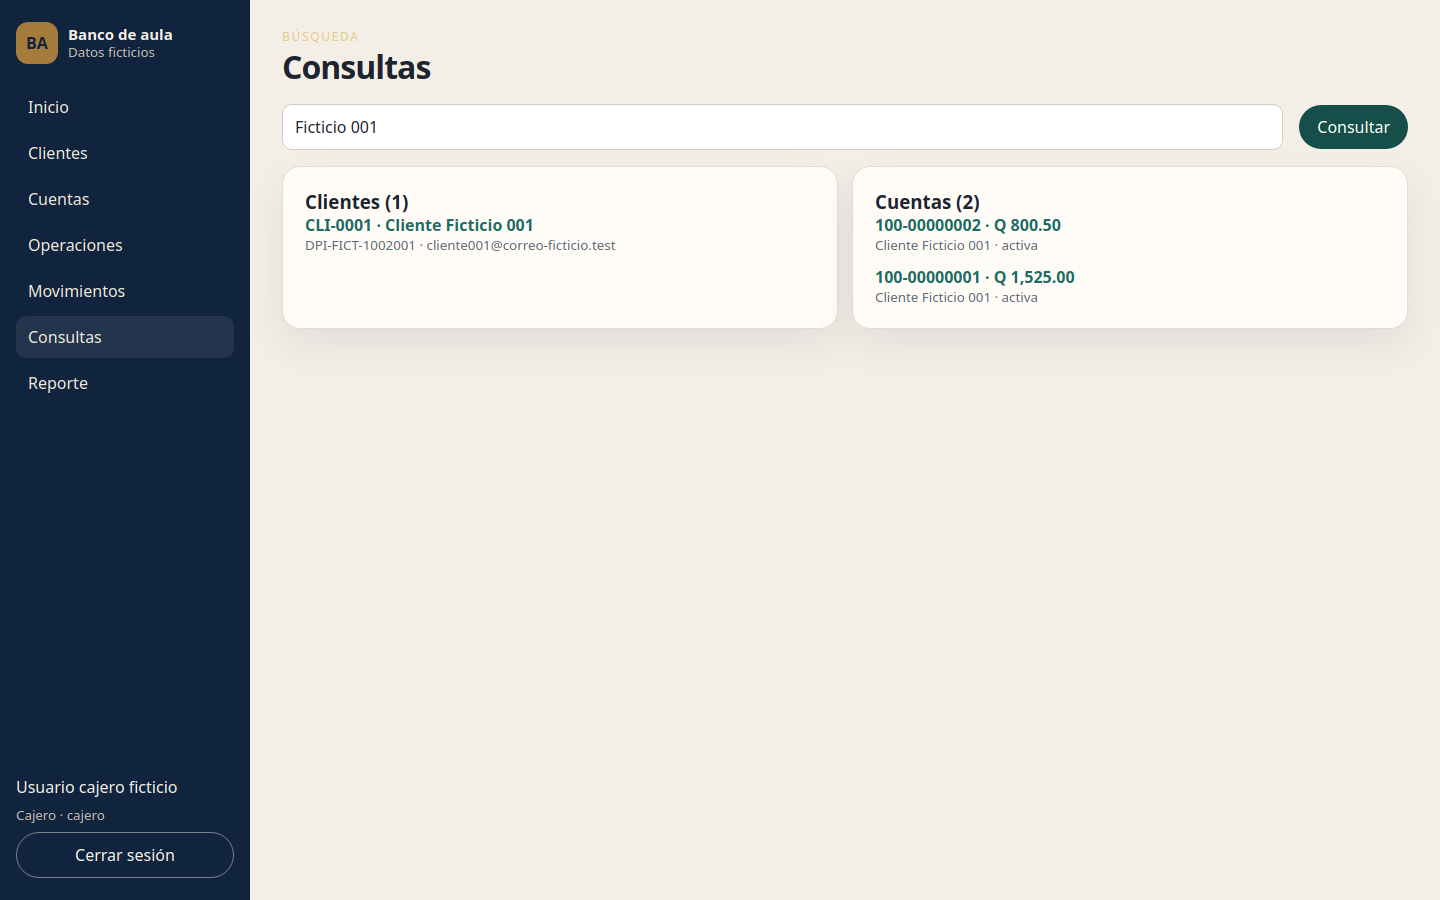 BA
Banco de aula
Datos ficticios
Inicio
Clientes
Cuentas
Operaciones
Movimientos
Consultas
Reporte
Usuario cajero ficticio
Cajero · cajero
Cerrar sesión
BÚSQUEDA
Consultas
Ficticio 001
Consultar
Clientes (1)
CLI-0001 · Cliente Ficticio 001
DPI-FICT-1002001 · cliente001@correo-ficticio.test
Cuentas (2)
100-00000002 · Q 800.50
Cliente Ficticio 001 · activa
100-00000001 · Q 1,525.00
Cliente Ficticio 001 · activa